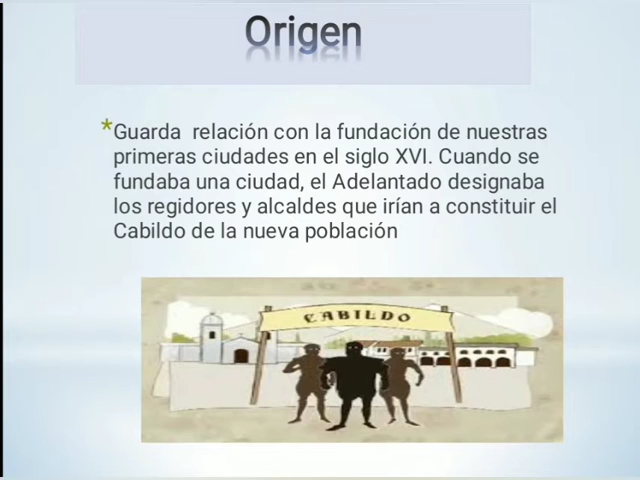 Origen
*Guarda relación con la fundación de nuestras
primeras ciudades en el siglo XVI. Cuando se
fundaba una ciudad, el Adelantado designaba
los regidores y alcaldes que irían a constituir el
Cabildo de la nueva población
CABILDO